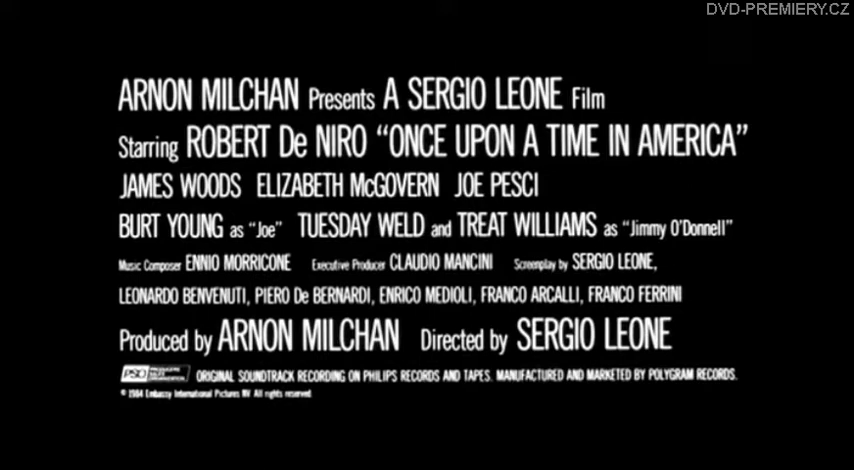 DVD-PREMIERY.CZ
ARNON MILCHAN Presents A SERGIO LEONE Film
Starring ROBERT De NIRO "ONCE UPON A TIME IN AMERICA"
JAMES WOODS ELIZABETH McGOVERN JOE PESCI
BURT YOUNG as "Joe" TUESDAY WELD and TREAT WILLIAMS as "Jimmy O'Donnell"
Music Composer ENNIO MORRICONE Executive Producer CLAUDIO MANCINI Screenplay by SERGIO LEONE,
LEONARDO BENVENUTI, PIERO De BERNARDI, ENRICO MEDIOLI, FRANCO ARCALLI, FRANCO FERRINI
Produced by ARNON MILCHAN Directed by SERGIO LEONE
PSO PRODUCERS SALES ORGANIZATION ORIGINAL SOUNDTRACK RECORDING ON PHILIPS RECORDS AND TAPES. MANUFACTURED AND MARKETED BY POLYGRAM RECORDS.
© 1984 Embassy International Pictures NV All rights reserved